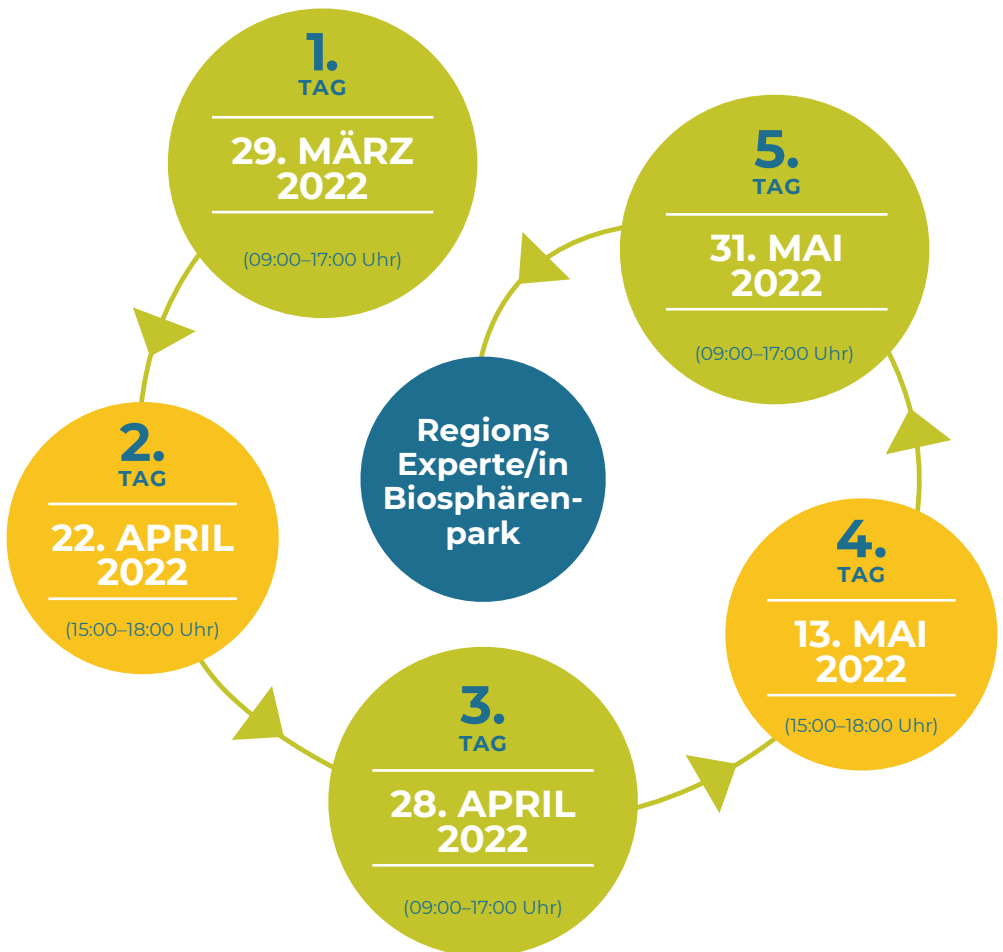 1.
TAG
29. MÄRZ
2022
(09:00–17:00 Uhr)
2.
TAG
22. APRIL
2022
(15:00–18:00 Uhr)
3.
TAG
28. APRIL
2022
(09:00–17:00 Uhr)
4.
TAG
13. MAI
2022
(15:00–18:00 Uhr)
5.
TAG
31. MAI
2022
(09:00–17:00 Uhr)
Regions
Experte/in
Biosphären-
park